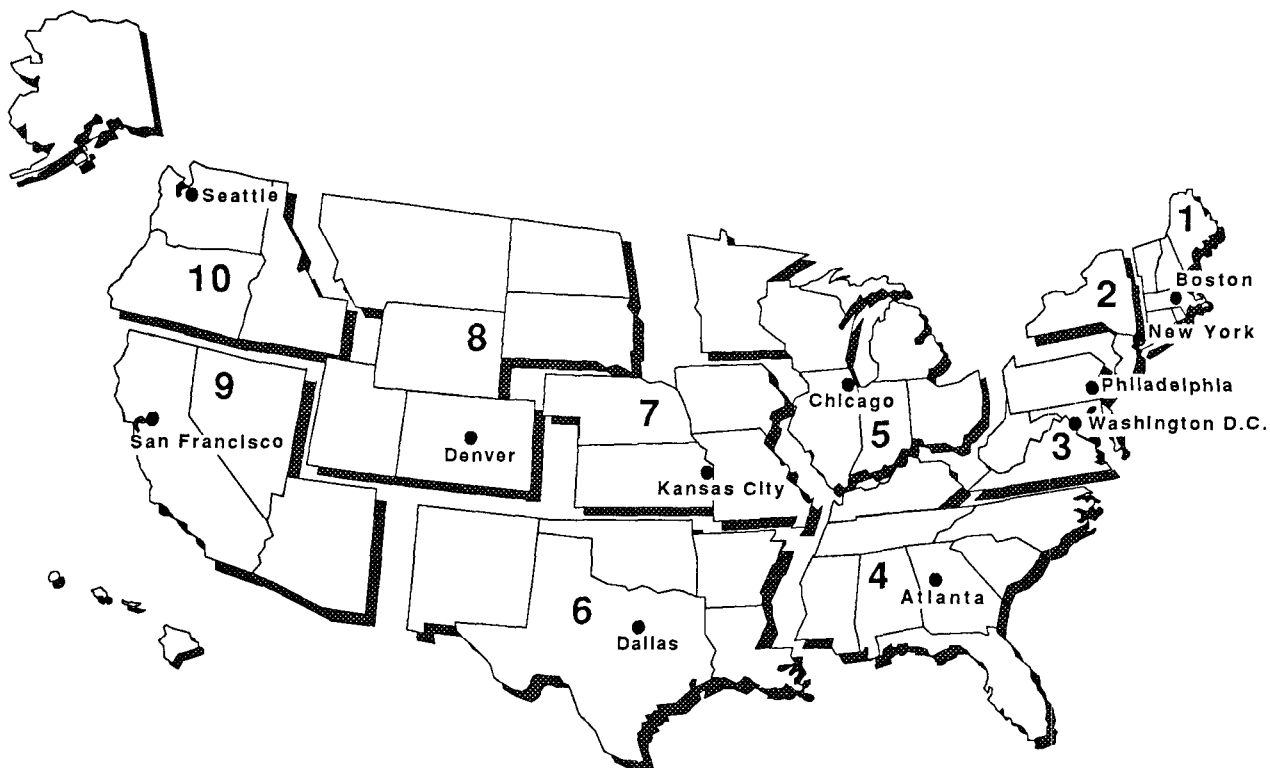 Seattle
1
10
Boston
2
8
New York
9
Philadelphia
Chicago
7
Washington D.C.
San Francisco
5
3
Denver
Kansas City
4
Atlanta
6
Dallas